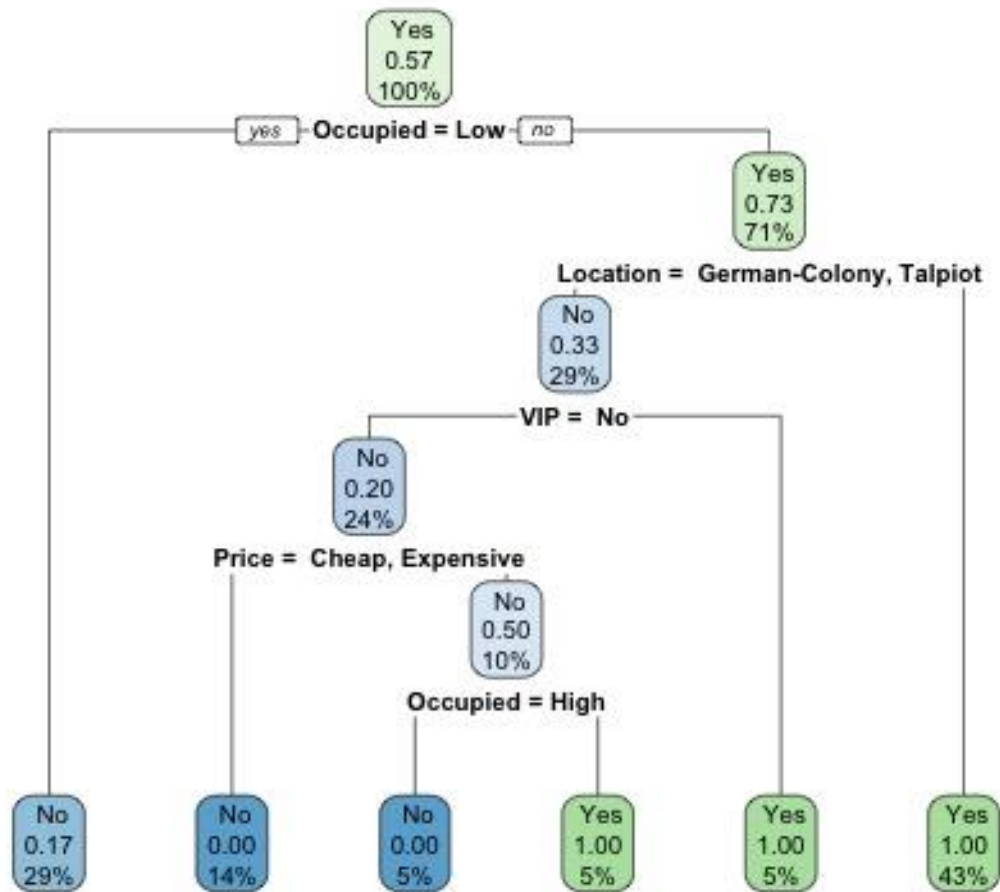 Yes
0.57
100%
yes Occupied = Low no
Yes
0.73
71%
Location = German-Colony, Talpiot
No
0.33
29%
VIP = No
No
0.20
24%
Price = Cheap, Expensive
No
0.50
10%
Occupied = High
No
0.17
29%
No
0.00
14%
No
0.00
5%
Yes
1.00
5%
Yes
1.00
5%
Yes
1.00
43%